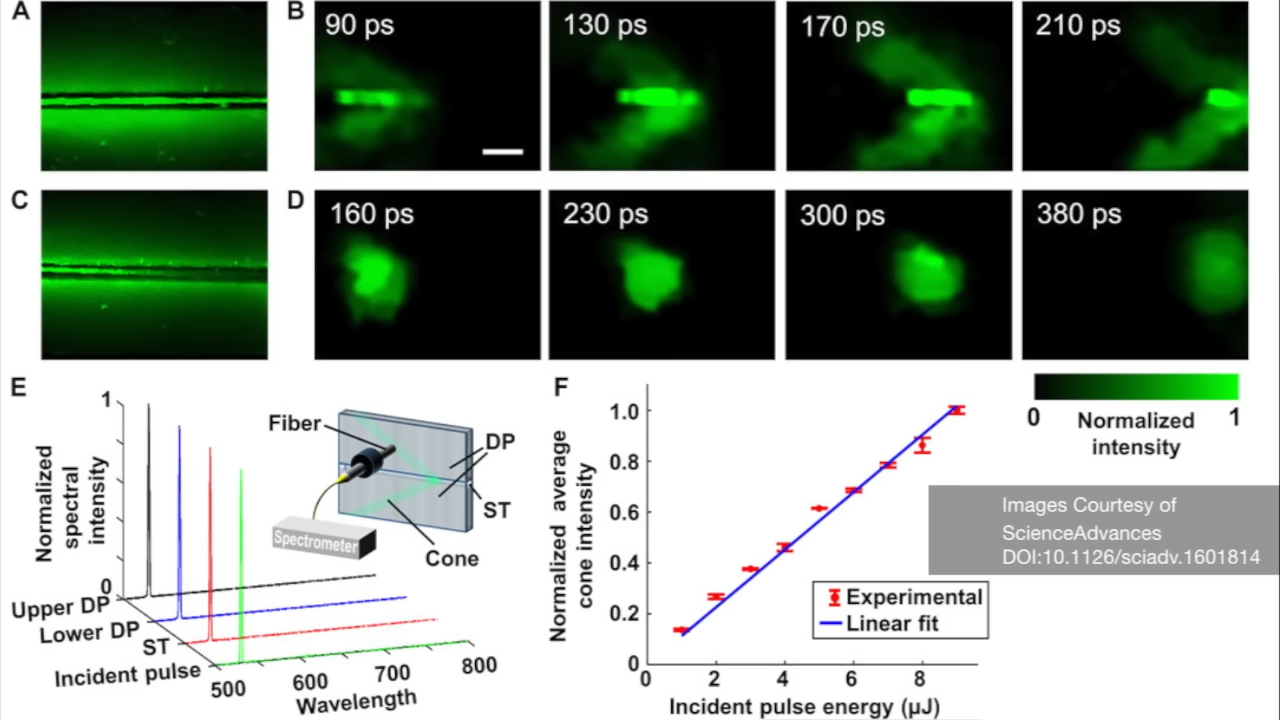 A
B
90 ps
130 ps
170 ps
210 ps
C
D
160 ps
230 ps
300 ps
380 ps
E
1
Normalized
spectral
intensity
0
Upper DP
Lower DP
ST
Incident pulse
500
600
700
800
Wavelength
Fiber
DP
ST
Cone
Spectrometer
F
Normalized average
cone intensity
1.0
0.8
0.6
0.4
0.2
0
0
2
4
6
8
Incident pulse energy (µJ)
Experimental
Linear fit
0
1
Normalized
intensity
Images Courtesy of
ScienceAdvances
DOI:10.1126/sciadv.1601814